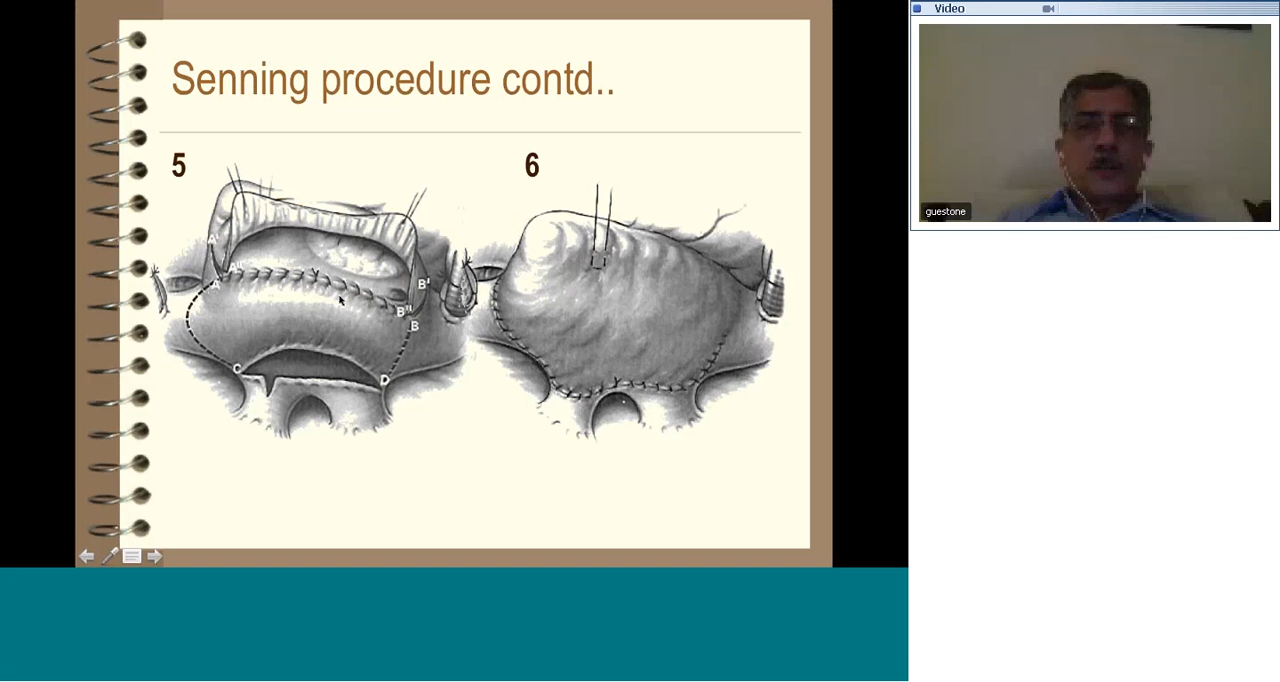 Video
Senning procedure contd..
5
6
A'
A"
A
B'
B"
B
C
D
guestone